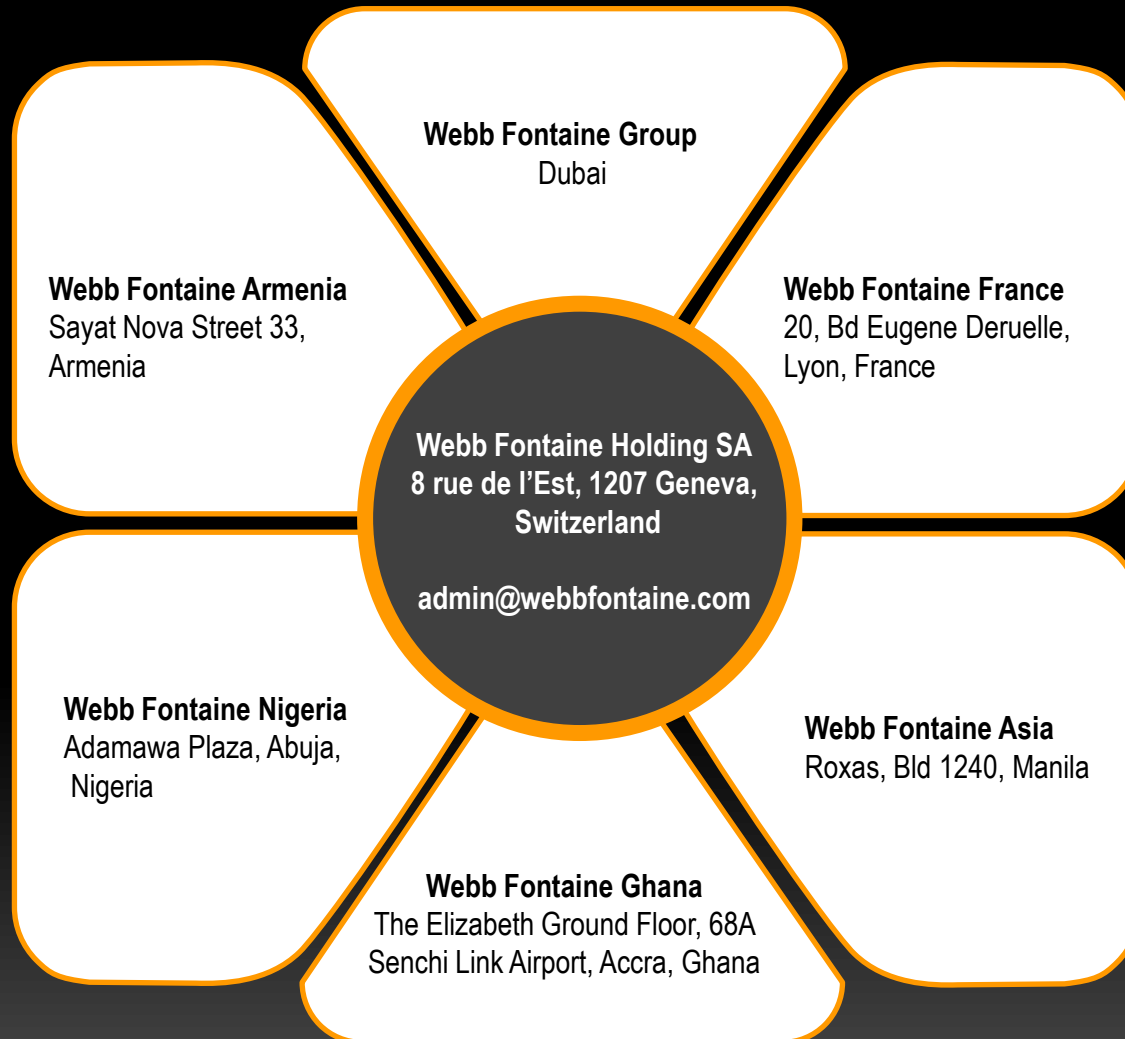 Webb Fontaine Group
Dubai
Webb Fontaine Armenia
Sayat Nova Street 33,
Armenia
Webb Fontaine France
20, Bd Eugene Deruelle,
Lyon, France
Webb Fontaine Holding SA
8 rue de l’Est, 1207 Geneva,
Switzerland
admin@webbfontaine.com
Webb Fontaine Nigeria
Adamawa Plaza, Abuja,
Nigeria
Webb Fontaine Asia
Roxas, Bld 1240, Manila
Webb Fontaine Ghana
The Elizabeth Ground Floor, 68A
Senchi Link Airport, Accra, Ghana